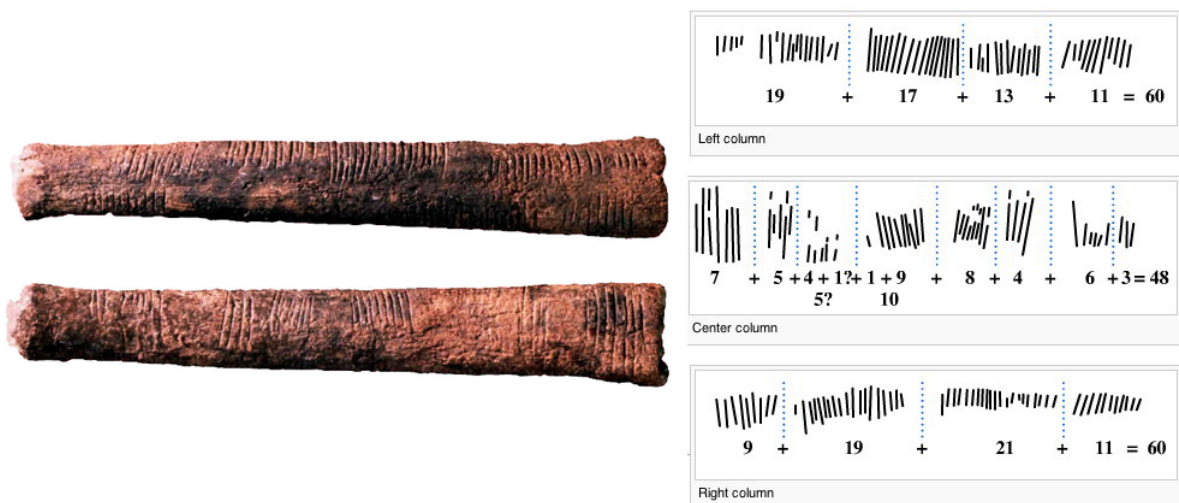 19 + 17 + 13 + 11 = 60
Left column
7 + 5 + 4 + 1? + 1 + 9 + 8 + 4 + 6 + 3 = 48
5? 10
Center column
9 + 19 + 21 + 11 = 60
Right column